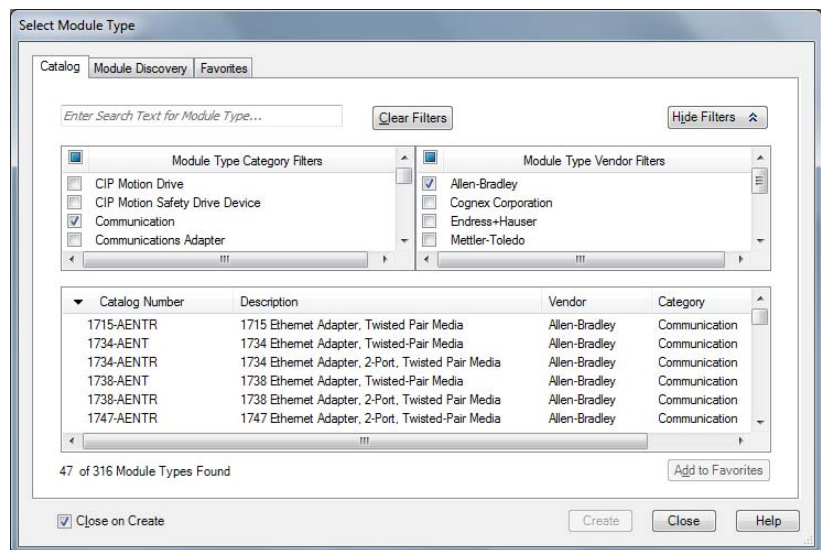 Select Module Type
Catalog Module Discovery Favorites
Enter Search Text for Module Type... Clear Filters Hide Filters
Module Type Category Filters Module Type Vendor Filters
CIP Motion Drive Allen-Bradley
CIP Motion Safety Drive Device Cognex Corporation
Communication Endress+Hauser
Communications Adapter Mettler-Toledo
Catalog Number Description Vendor Category
1715-AENTR 1715 Ethernet Adapter, Twisted Pair Media Allen-Bradley Communication
1734-AENT 1734 Ethernet Adapter, Twisted-Pair Media Allen-Bradley Communication
1734-AENTR 1734 Ethernet Adapter, 2-Port, Twisted Pair Media Allen-Bradley Communication
1738-AENT 1738 Ethernet Adapter, Twisted-Pair Media Allen-Bradley Communication
1738-AENTR 1738 Ethernet Adapter, 2-Port, Twisted Pair Media Allen-Bradley Communication
1747-AENTR 1747 Ethernet Adapter, 2-Port, Twisted-Pair Media Allen-Bradley Communication
47 of 316 Module Types Found Add to Favorites
Close on Create Create Close Help